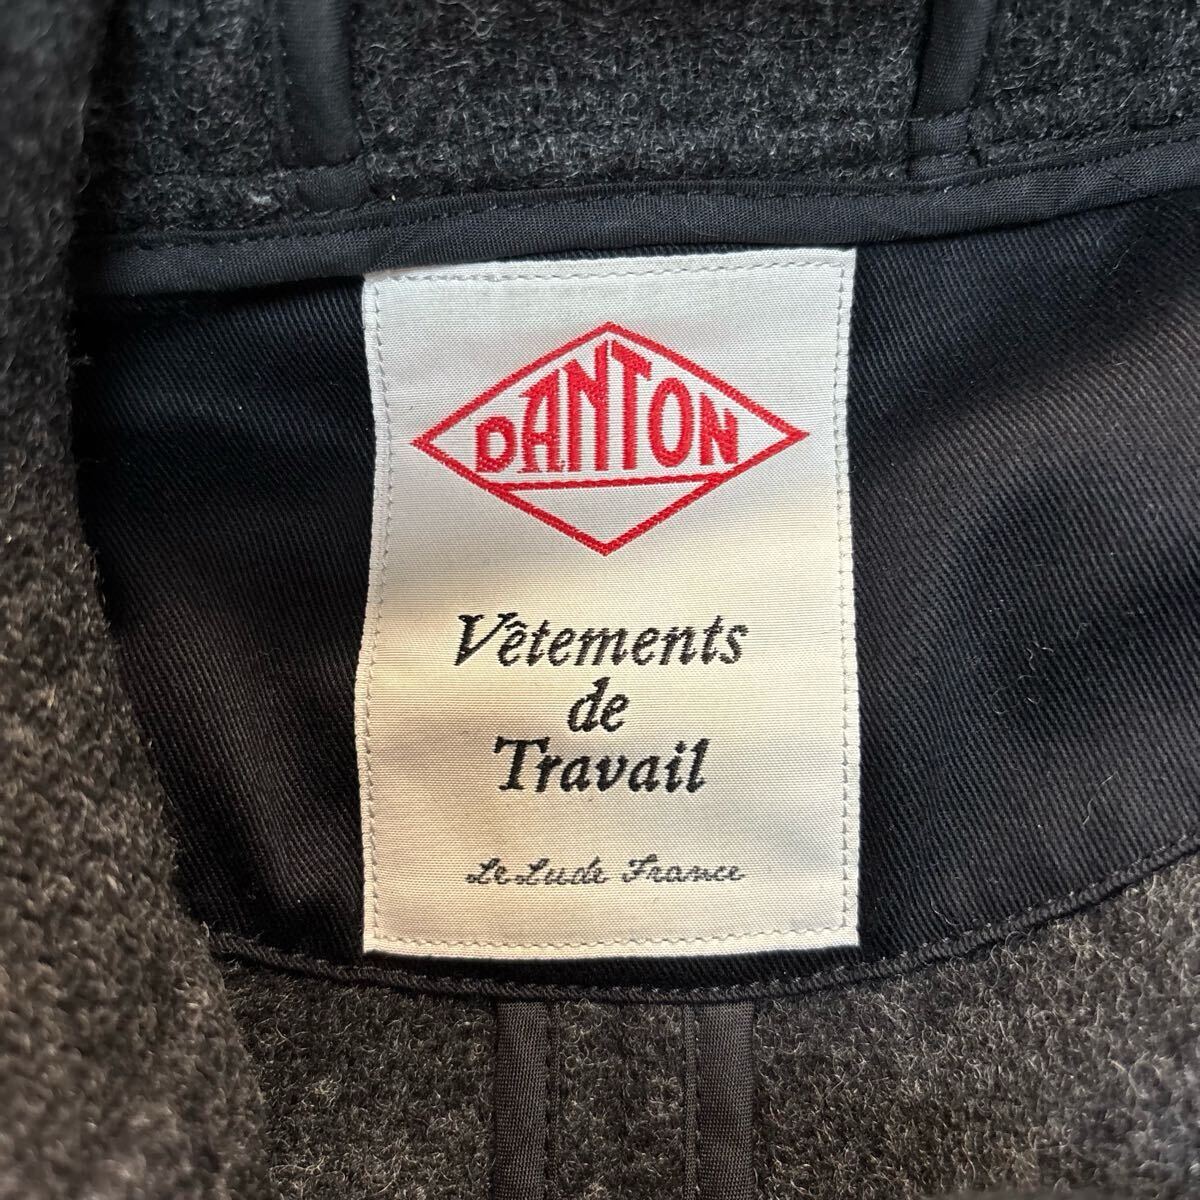 DANTON
Vêtements
de
Travail
Le Lude France